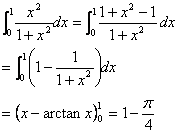 ∫₀¹ x²/(1+x²) dx = ∫₀¹ (1+x²−1)/(1+x²) dx
= ∫₀¹ (1 − 1/(1+x²)) dx
= (x − arctan x)₀¹ = 1 − π/4